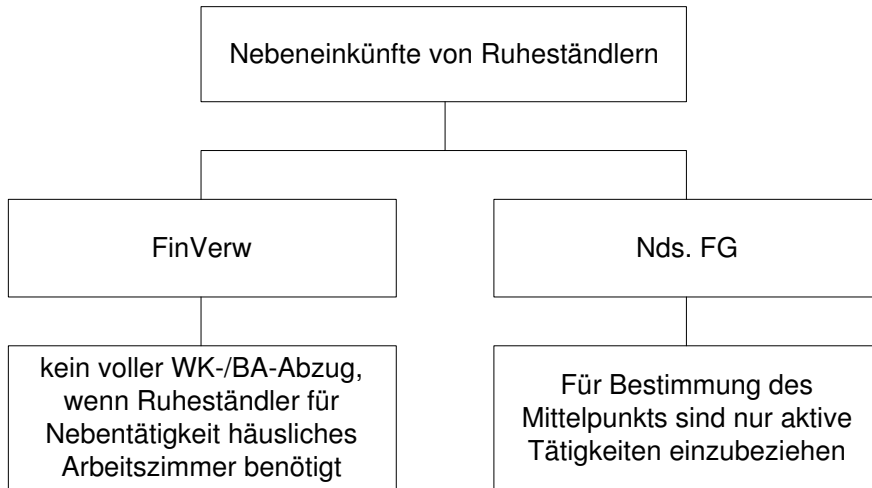 Nebeneinkünfte von Ruheständlern
FinVerw
Nds. FG
kein voller WK-/BA-Abzug,
wenn Ruheständler für
Nebentätigkeit häusliches
Arbeitszimmer benötigt
Für Bestimmung des
Mittelpunkts sind nur aktive
Tätigkeiten einzubeziehen